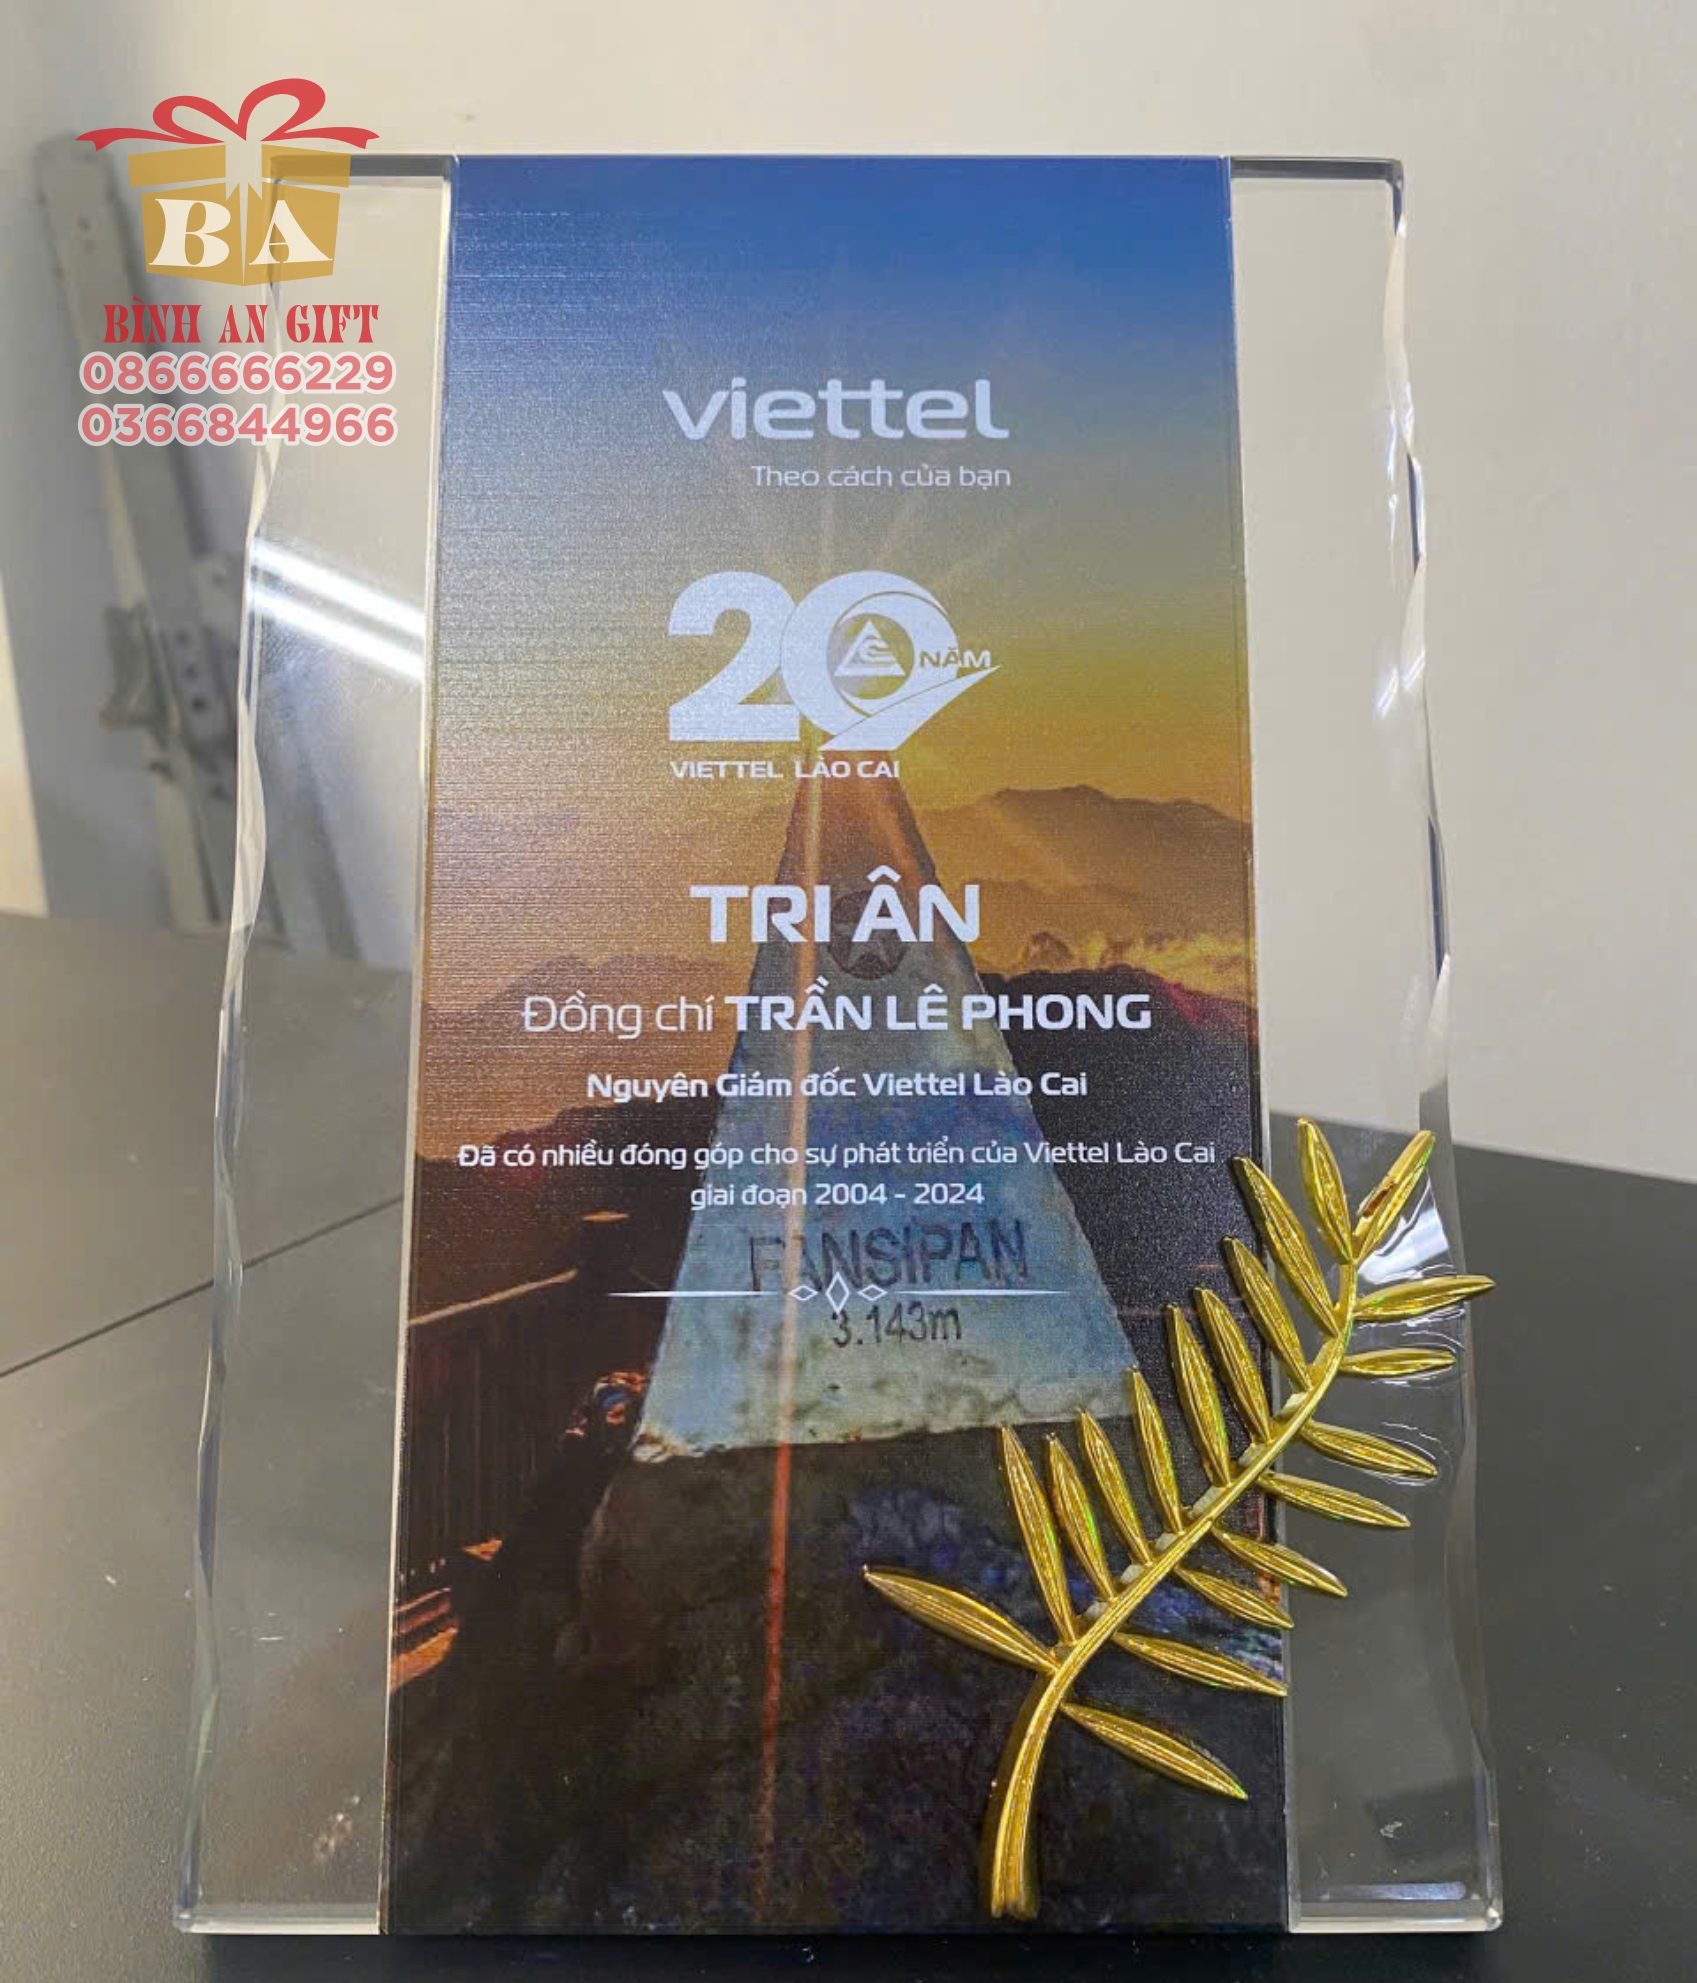 BA
BÌNH AN GIFT
0866666229
0366844966
viettel
Theo cách của bạn
20 NĂM
VIETTEL LÀO CAI
TRI ÂN
Đồng chí TRẦN LÊ PHONG
Nguyên Giám đốc Viettel Lào Cai
Đã có nhiều đóng góp cho sự phát triển của Viettel Lào Cai
giai đoạn 2004 - 2024
FANSIPAN
3.143m